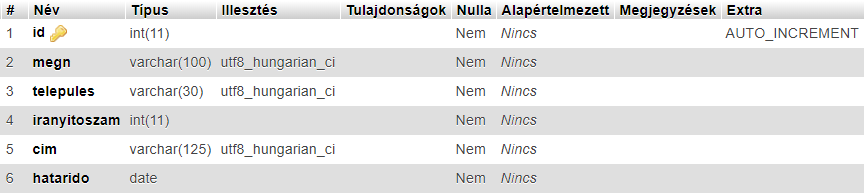 # Név Típus Illesztés Tulajdonságok Nulla Alapértelmezett Megjegyzések Extra
1 id int(11) Nem Nincs AUTO_INCREMENT
2 megn varchar(100) utf8_hungarian_ci Nem Nincs
3 telepules varchar(30) utf8_hungarian_ci Nem Nincs
4 iranyitoszam int(11) Nem Nincs
5 cim varchar(125) utf8_hungarian_ci Nem Nincs
6 hatarido date Nem Nincs